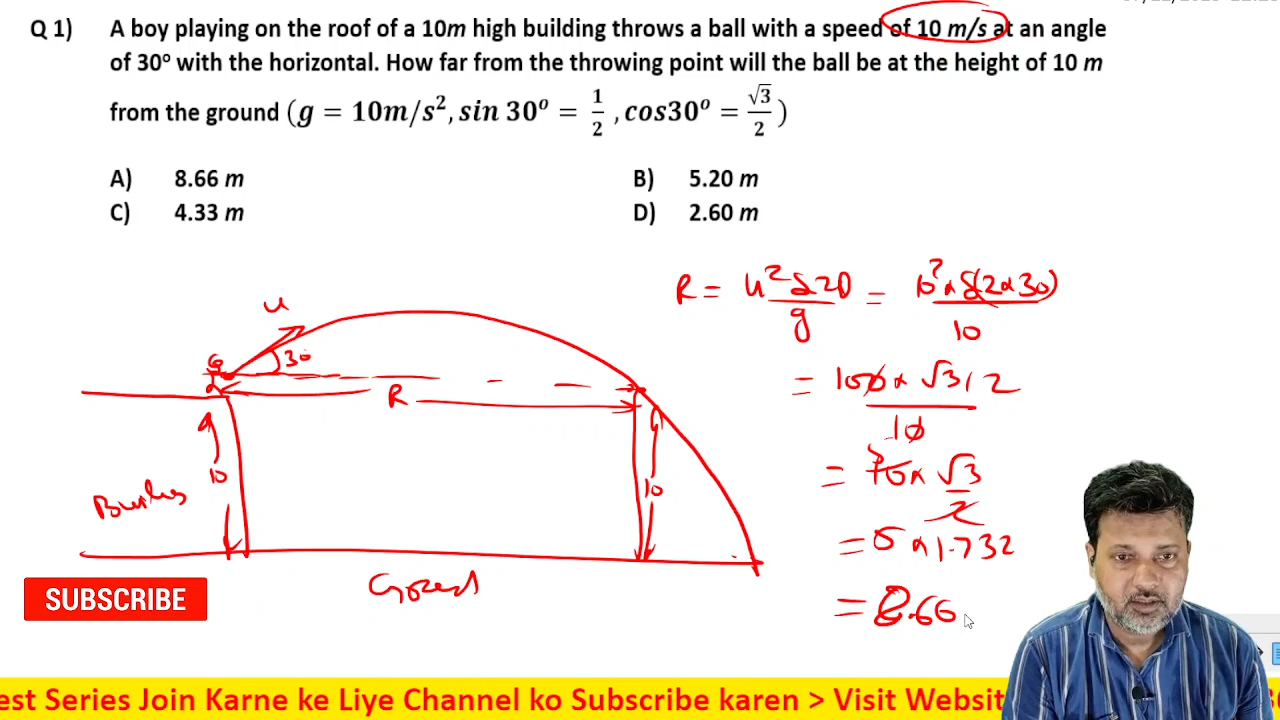 Q 1) A boy playing on the roof of a 10m high building throws a ball with a speed of 10 m/s at an angle
of 30° with the horizontal. How far from the throwing point will the ball be at the height of 10 m
from the ground (g = 10m/s², sin 30° = 1/2 , cos30° = √3/2)
A) 8.66 m B) 5.20 m
C) 4.33 m D) 2.60 m
R = u² S2θ / g = 10² × S(2×30) / 10
= 100 × √3/2 / 10
= 10 × √3 / 2
= 5 × 1.732
= 8.66
u
30
R
10
10
SUBSCRIBE
est Series Join Karne ke Liye Channel ko Subscribe karen > Visit Websit